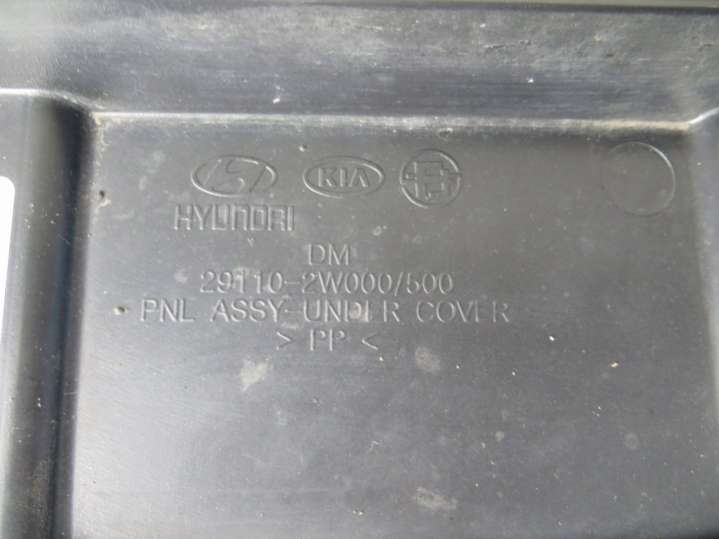 KIA
HYUNDAI
DM
29110-2W000/500
PNL ASSY-UNDER COVER
> PP <